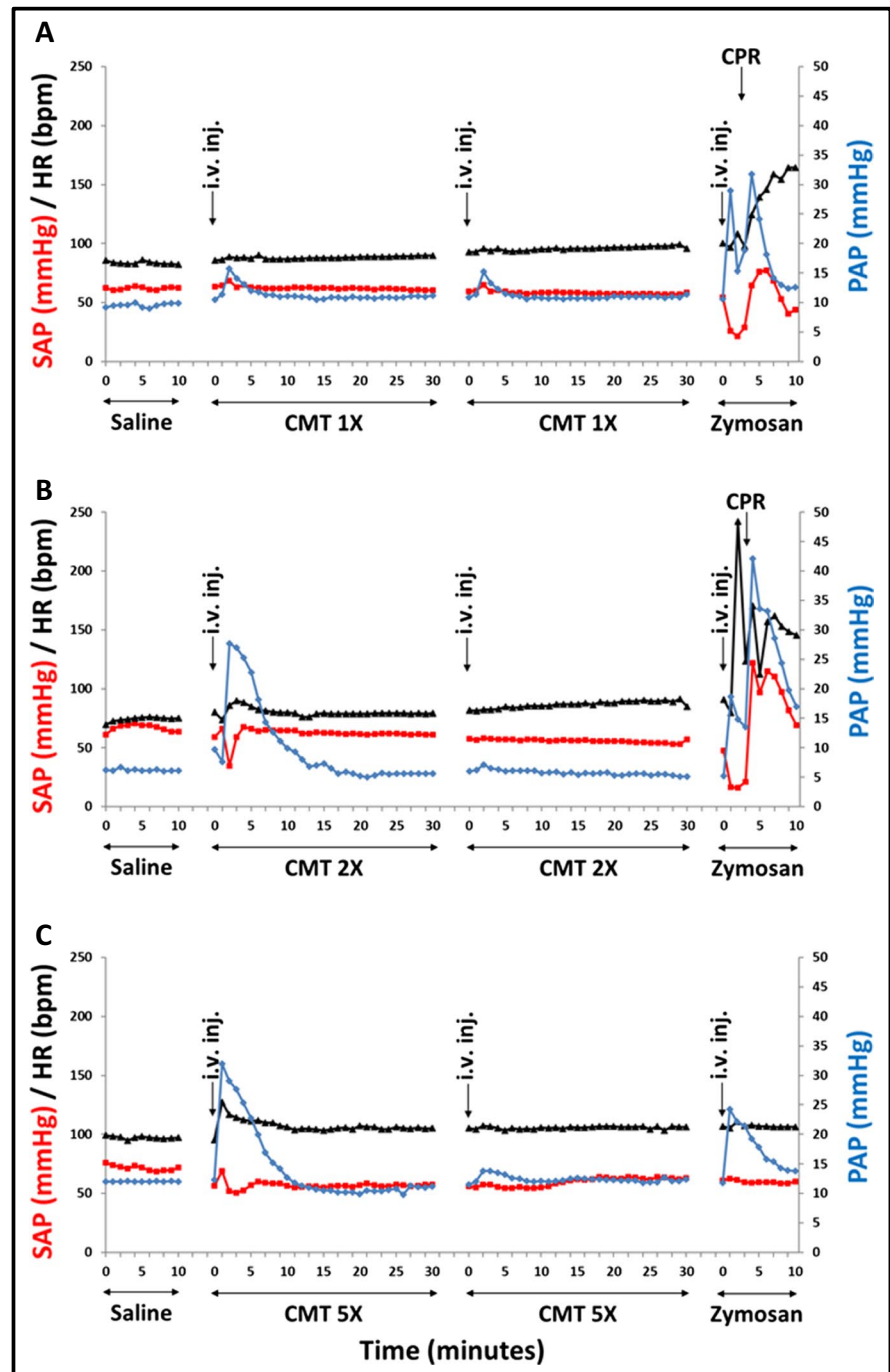 A
CPR
SAP (mmHg) / HR (bpm)
PAP (mmHg)
250
200
150
100
50
0
50
45
40
35
30
25
20
15
10
5
0
i.v. inj.
i.v. inj.
i.v. inj.
0 5 10 0 5 10 15 20 25 30 0 5 10 15 20 25 30 0 5 10
Saline CMT 1X CMT 1X Zymosan
B
CPR
SAP (mmHg) / HR (bpm)
PAP (mmHg)
250
200
150
100
50
0
50
45
40
35
30
25
20
15
10
5
0
i.v. inj.
i.v. inj.
i.v. inj.
0 5 10 0 5 10 15 20 25 30 0 5 10 15 20 25 30 0 5 10
Saline CMT 2X CMT 2X Zymosan
C
SAP (mmHg) / HR (bpm)
PAP (mmHg)
250
200
150
100
50
0
50
45
40
35
30
25
20
15
10
5
0
i.v. inj.
i.v. inj.
i.v. inj.
0 5 10 0 5 10 15 20 25 30 0 5 10 15 20 25 30 0 5 10
Saline CMT 5X CMT 5X Zymosan
Time (minutes)